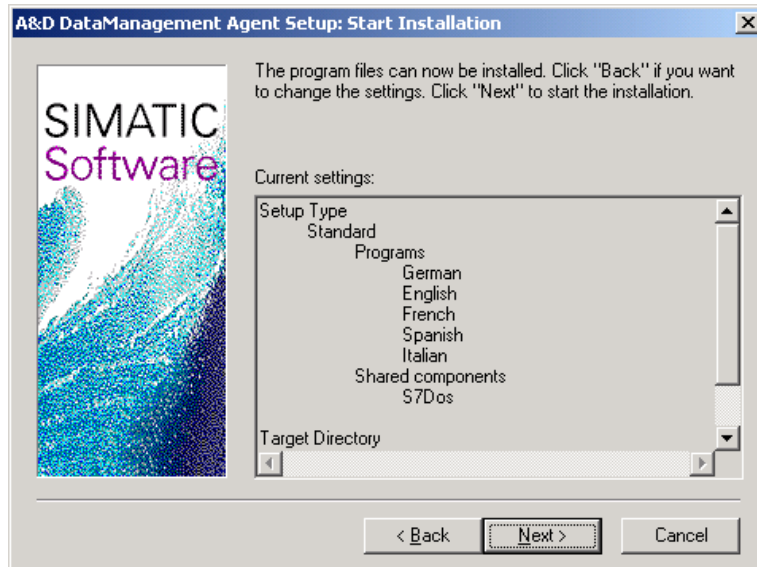 A&D DataManagement Agent Setup: Start Installation
The program files can now be installed. Click "Back" if you want
to change the settings. Click "Next" to start the installation.
SIMATIC
Software
Current settings:
Setup Type
Standard
Programs
German
English
French
Spanish
Italian
Shared components
S7Dos
Target Directory
< Back
Next >
Cancel